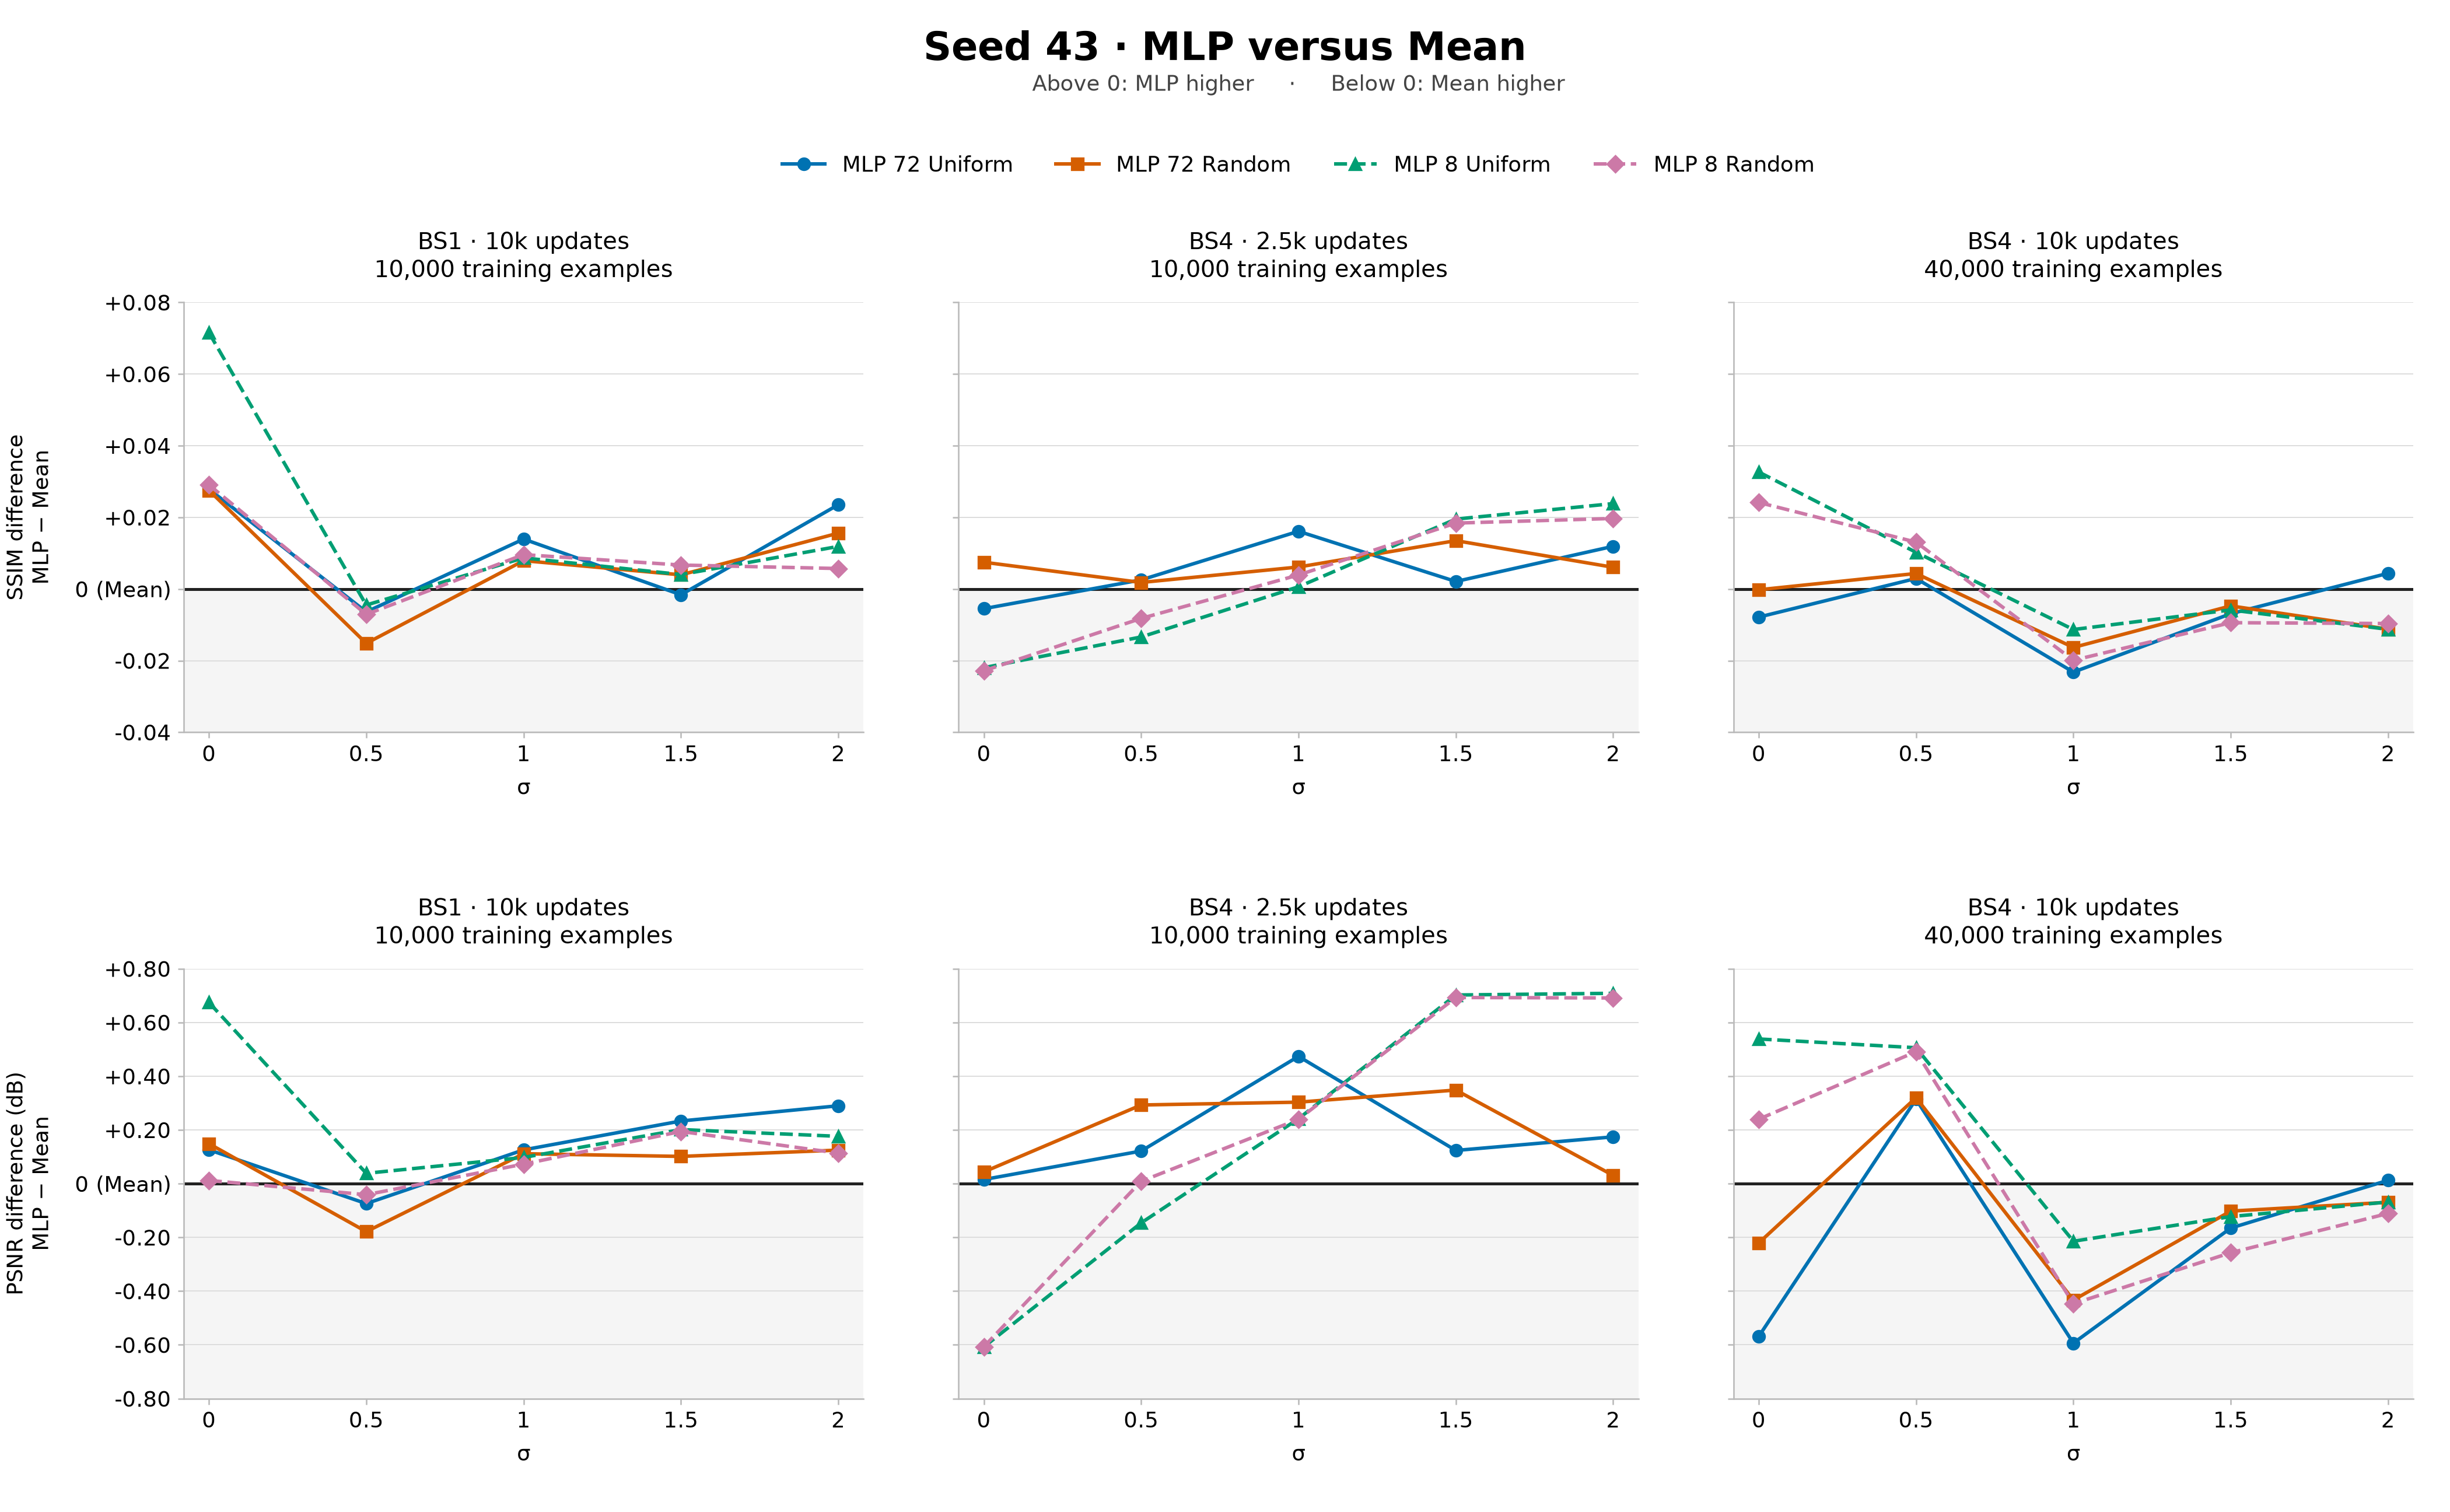 Seed 43 · MLP versus Mean
Above 0: MLP higher · Below 0: Mean higher
MLP 72 Uniform
MLP 72 Random
MLP 8 Uniform
MLP 8 Random
BS1 · 10k updates
10,000 training examples
BS4 · 2.5k updates
10,000 training examples
BS4 · 10k updates
40,000 training examples
SSIM difference
MLP − Mean
+0.08
+0.06
+0.04
+0.02
0 (Mean)
-0.02
-0.04
0 0.5 1 1.5 2
σ
0 0.5 1 1.5 2
σ
0 0.5 1 1.5 2
σ
BS1 · 10k updates
10,000 training examples
BS4 · 2.5k updates
10,000 training examples
BS4 · 10k updates
40,000 training examples
PSNR difference (dB)
MLP − Mean
+0.80
+0.60
+0.40
+0.20
0 (Mean)
-0.20
-0.40
-0.60
-0.80
0 0.5 1 1.5 2
σ
0 0.5 1 1.5 2
σ
0 0.5 1 1.5 2
σ